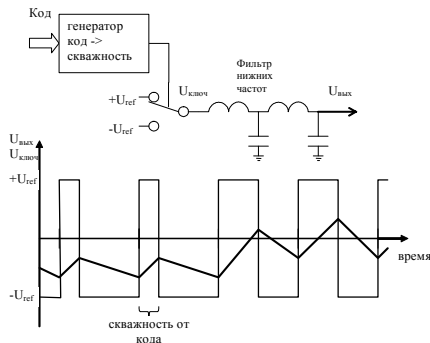 Код
генератор
код ->
скважность
Фильтр
нижних
частот
Uключ
Uвых
+Uref
-Uref
Uвых
Uключ
+Uref
время
-Uref
скважность от
кода